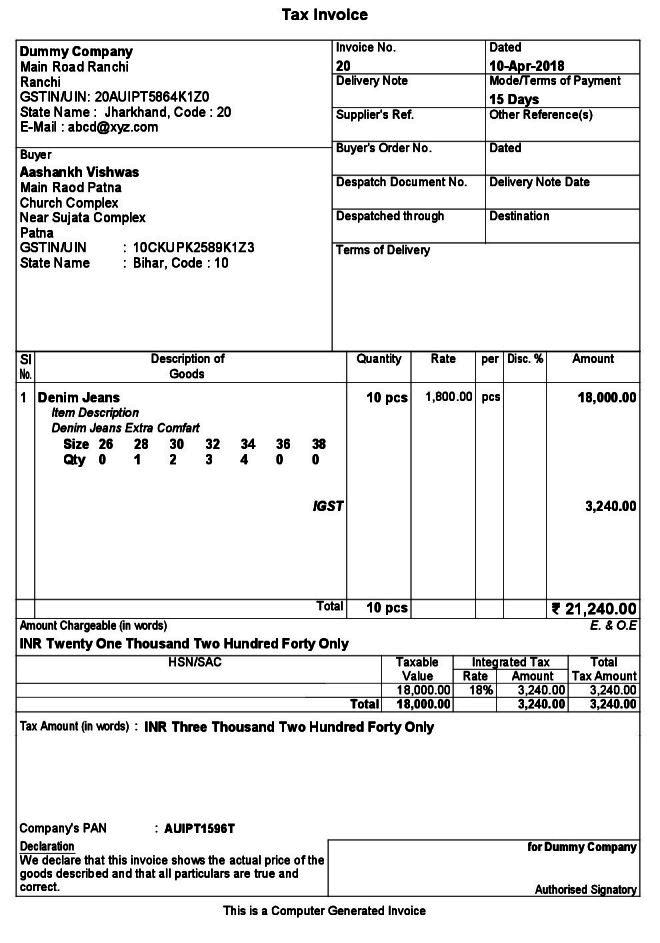 Tax Invoice
Dummy Company
Main Road Ranchi
Ranchi
GSTIN/UIN: 20AUIPT5864K1Z0
State Name : Jharkhand, Code : 20
E-Mail : abcd@xyz.com
Buyer
Aashankh Vishwas
Main Raod Patna
Church Complex
Near Sujata Complex
Patna
GSTIN/UIN : 10CKUPK2589K1Z3
State Name : Bihar, Code : 10
Invoice No. Dated
20 10-Apr-2018
Delivery Note Mode/Terms of Payment
15 Days
Supplier's Ref. Other Reference(s)
Buyer's Order No. Dated
Despatch Document No. Delivery Note Date
Despatched through Destination
Terms of Delivery
Sl Description of Quantity Rate per Disc. % Amount
No. Goods
1 Denim Jeans 10 pcs 1,800.00 pcs 18,000.00
Item Description
Denim Jeans Extra Comfart
Size 26 28 30 32 34 36 38
Qty 0 1 2 3 4 0 0
IGST 3,240.00
Total 10 pcs ₹ 21,240.00
Amount Chargeable (in words) E. & O.E
INR Twenty One Thousand Two Hundred Forty Only
HSN/SAC Taxable Integrated Tax Total
Value Rate Amount Tax Amount
18,000.00 18% 3,240.00 3,240.00
Total 18,000.00 3,240.00 3,240.00
Tax Amount (in words) : INR Three Thousand Two Hundred Forty Only
Company's PAN : AUIPT1596T
Declaration
We declare that this invoice shows the actual price of the
goods described and that all particulars are true and
correct.
for Dummy Company
Authorised Signatory
This is a Computer Generated Invoice